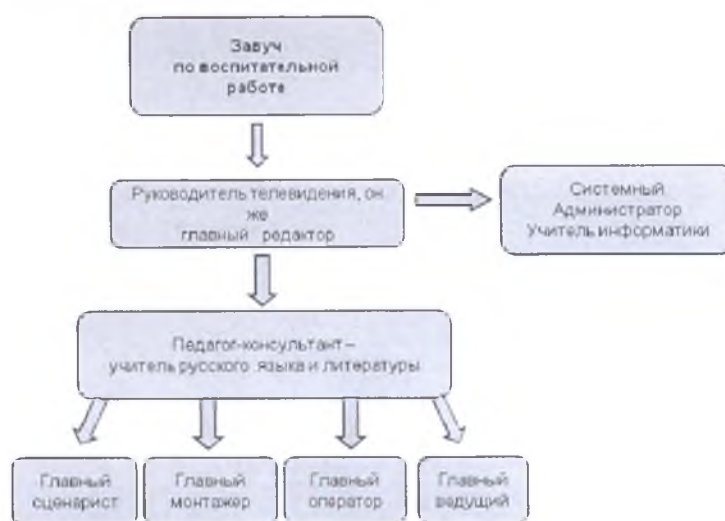 Завуч
по воспитательной
работе
Руководитель телевидения, он
же
главный редактор
Системный
Администратор
Учитель информатики
Педагог-консультант –
учитель русского языка и литературы
Главный
сценарист
Главный
монтажер
Главный
оператор
Главный
ведущий